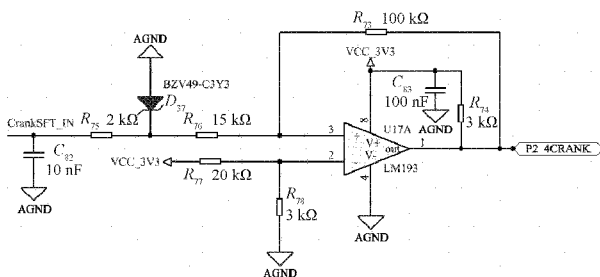 R73 100 kΩ
AGND
VCC_3V3
BZV49-C3Y3
C83
100 nF
D37
R74
3 kΩ
CrankSFT_IN
R75 2 kΩ
R76 15 kΩ
AGND
8
U17A
3
V+
out
1
P2_4CRANK
C82
10 nF
VCC_3V3
2
V-
LM193
R77 20 kΩ
4
R78
3 kΩ
AGND
AGND
AGND